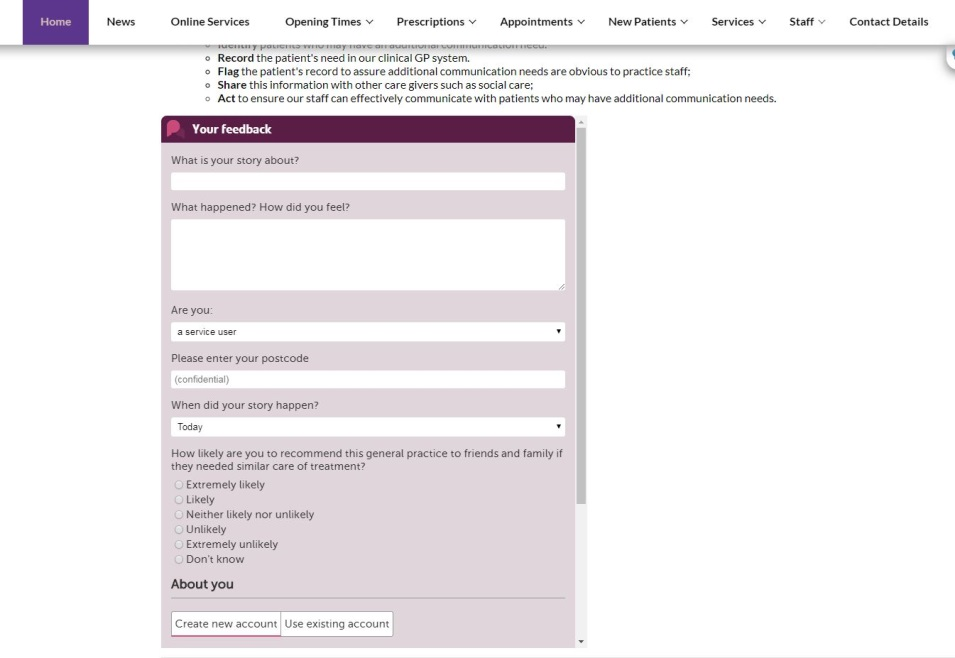 Home News Online Services Opening Times Prescriptions Appointments New Patients Services Staff Contact Details
Identify patients who may have an additional communication need.
Record the patient's need in our clinical GP system.
Flag the patient's record to assure additional communication needs are obvious to practice staff;
Share this information with other care givers such as social care;
Act to ensure our staff can effectively communicate with patients who may have additional communication needs.
Your feedback
What is your story about?
What happened? How did you feel?
Are you:
a service user
Please enter your postcode
(confidential)
When did your story happen?
Today
How likely are you to recommend this general practice to friends and family if
they needed similar care of treatment?
Extremely likely
Likely
Neither likely nor unlikely
Unlikely
Extremely unlikely
Don't know
About you
Create new account Use existing account